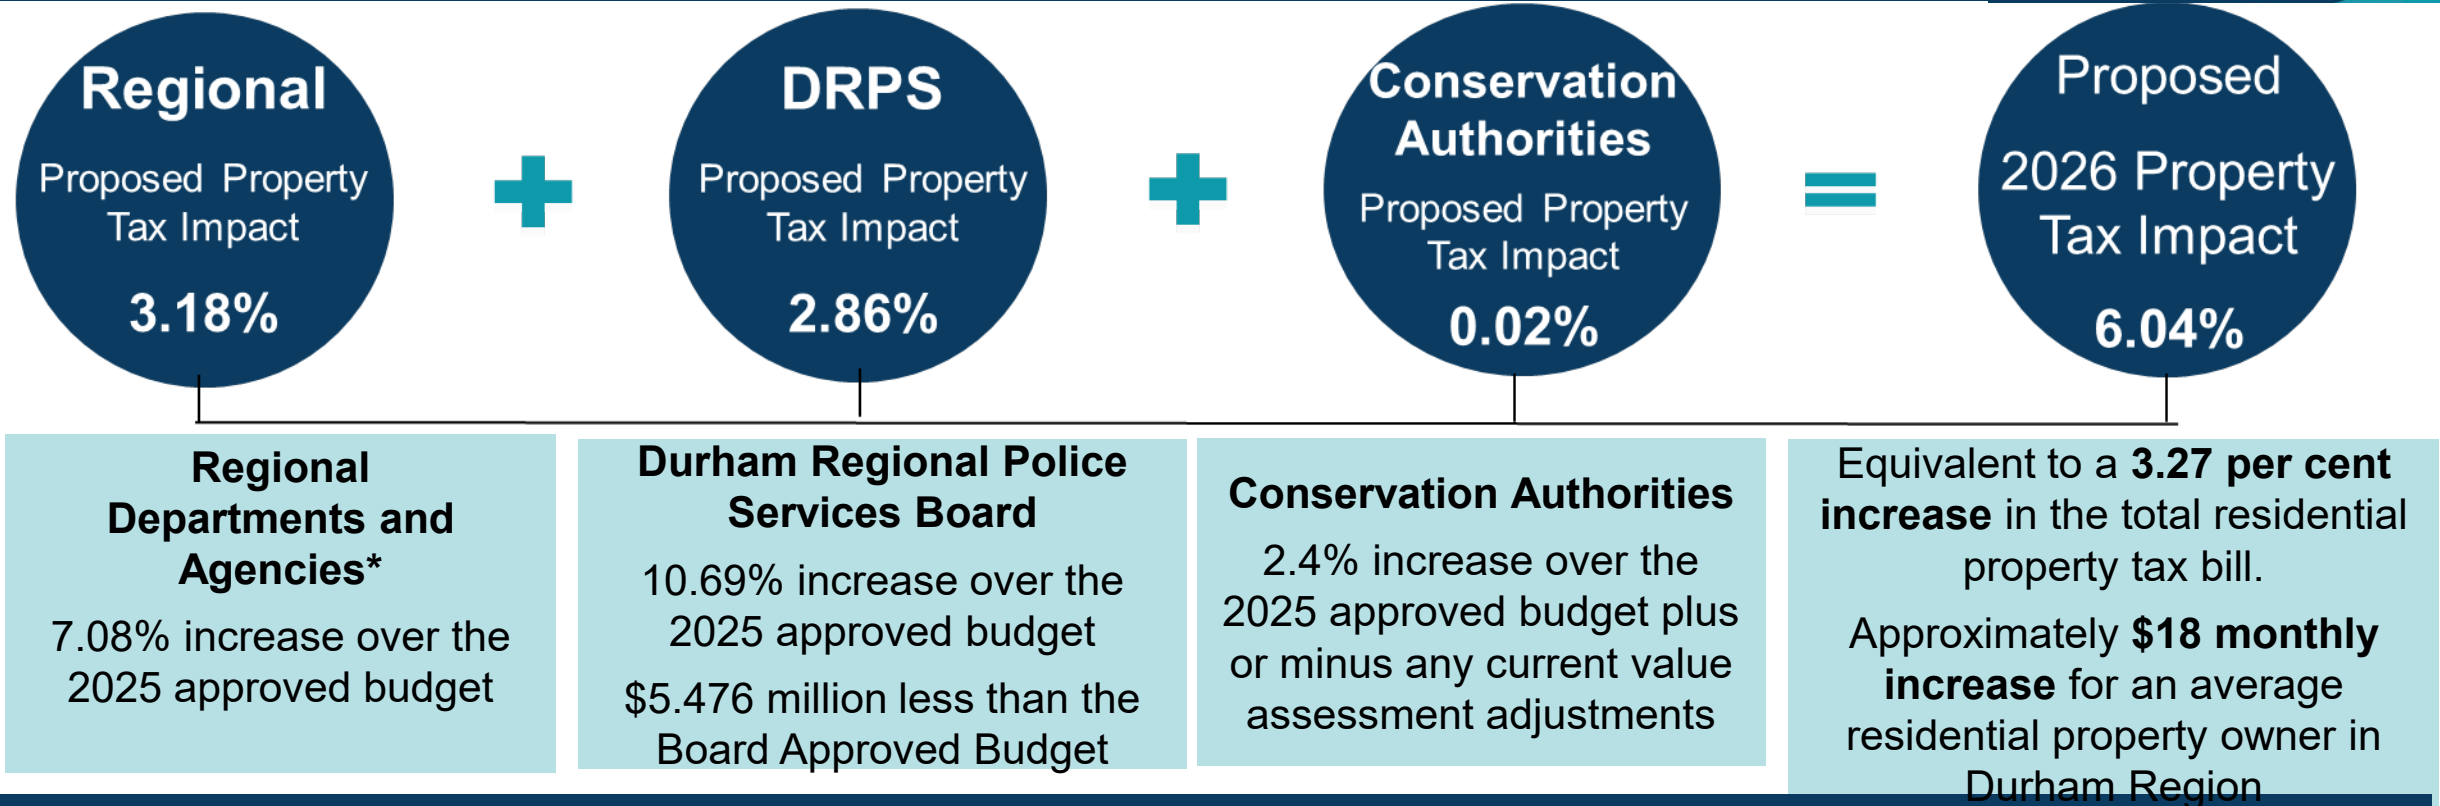 Regional
Proposed Property
Tax Impact
3.18%
DRPS
Proposed Property
Tax Impact
2.86%
Conservation
Authorities
Proposed Property
Tax Impact
0.02%
Proposed
2026 Property
Tax Impact
6.04%
Regional
Departments and
Agencies*
7.08% increase over the
2025 approved budget
Durham Regional Police
Services Board
10.69% increase over the
2025 approved budget
$5.476 million less than the
Board Approved Budget
Conservation Authorities
2.4% increase over the
2025 approved budget plus
or minus any current value
assessment adjustments
Equivalent to a 3.27 per cent
increase in the total residential
property tax bill.
Approximately $18 monthly
increase for an average
residential property owner in
Durham Region